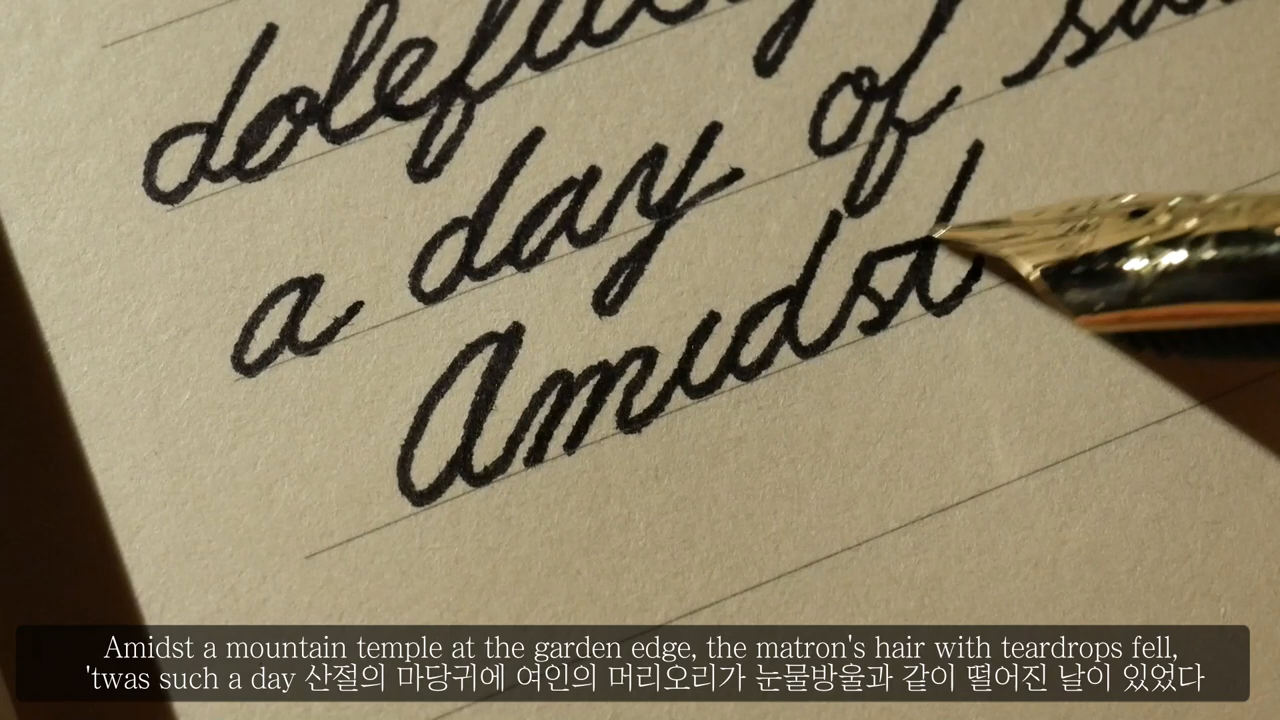 a day of
Amidst
Amidst a mountain temple at the garden edge, the matron's hair with teardrops fell,
'twas such a day 산절의 마당귀에 여인의 머리오리가 눈물방울과 같이 떨어진 날이 있었다